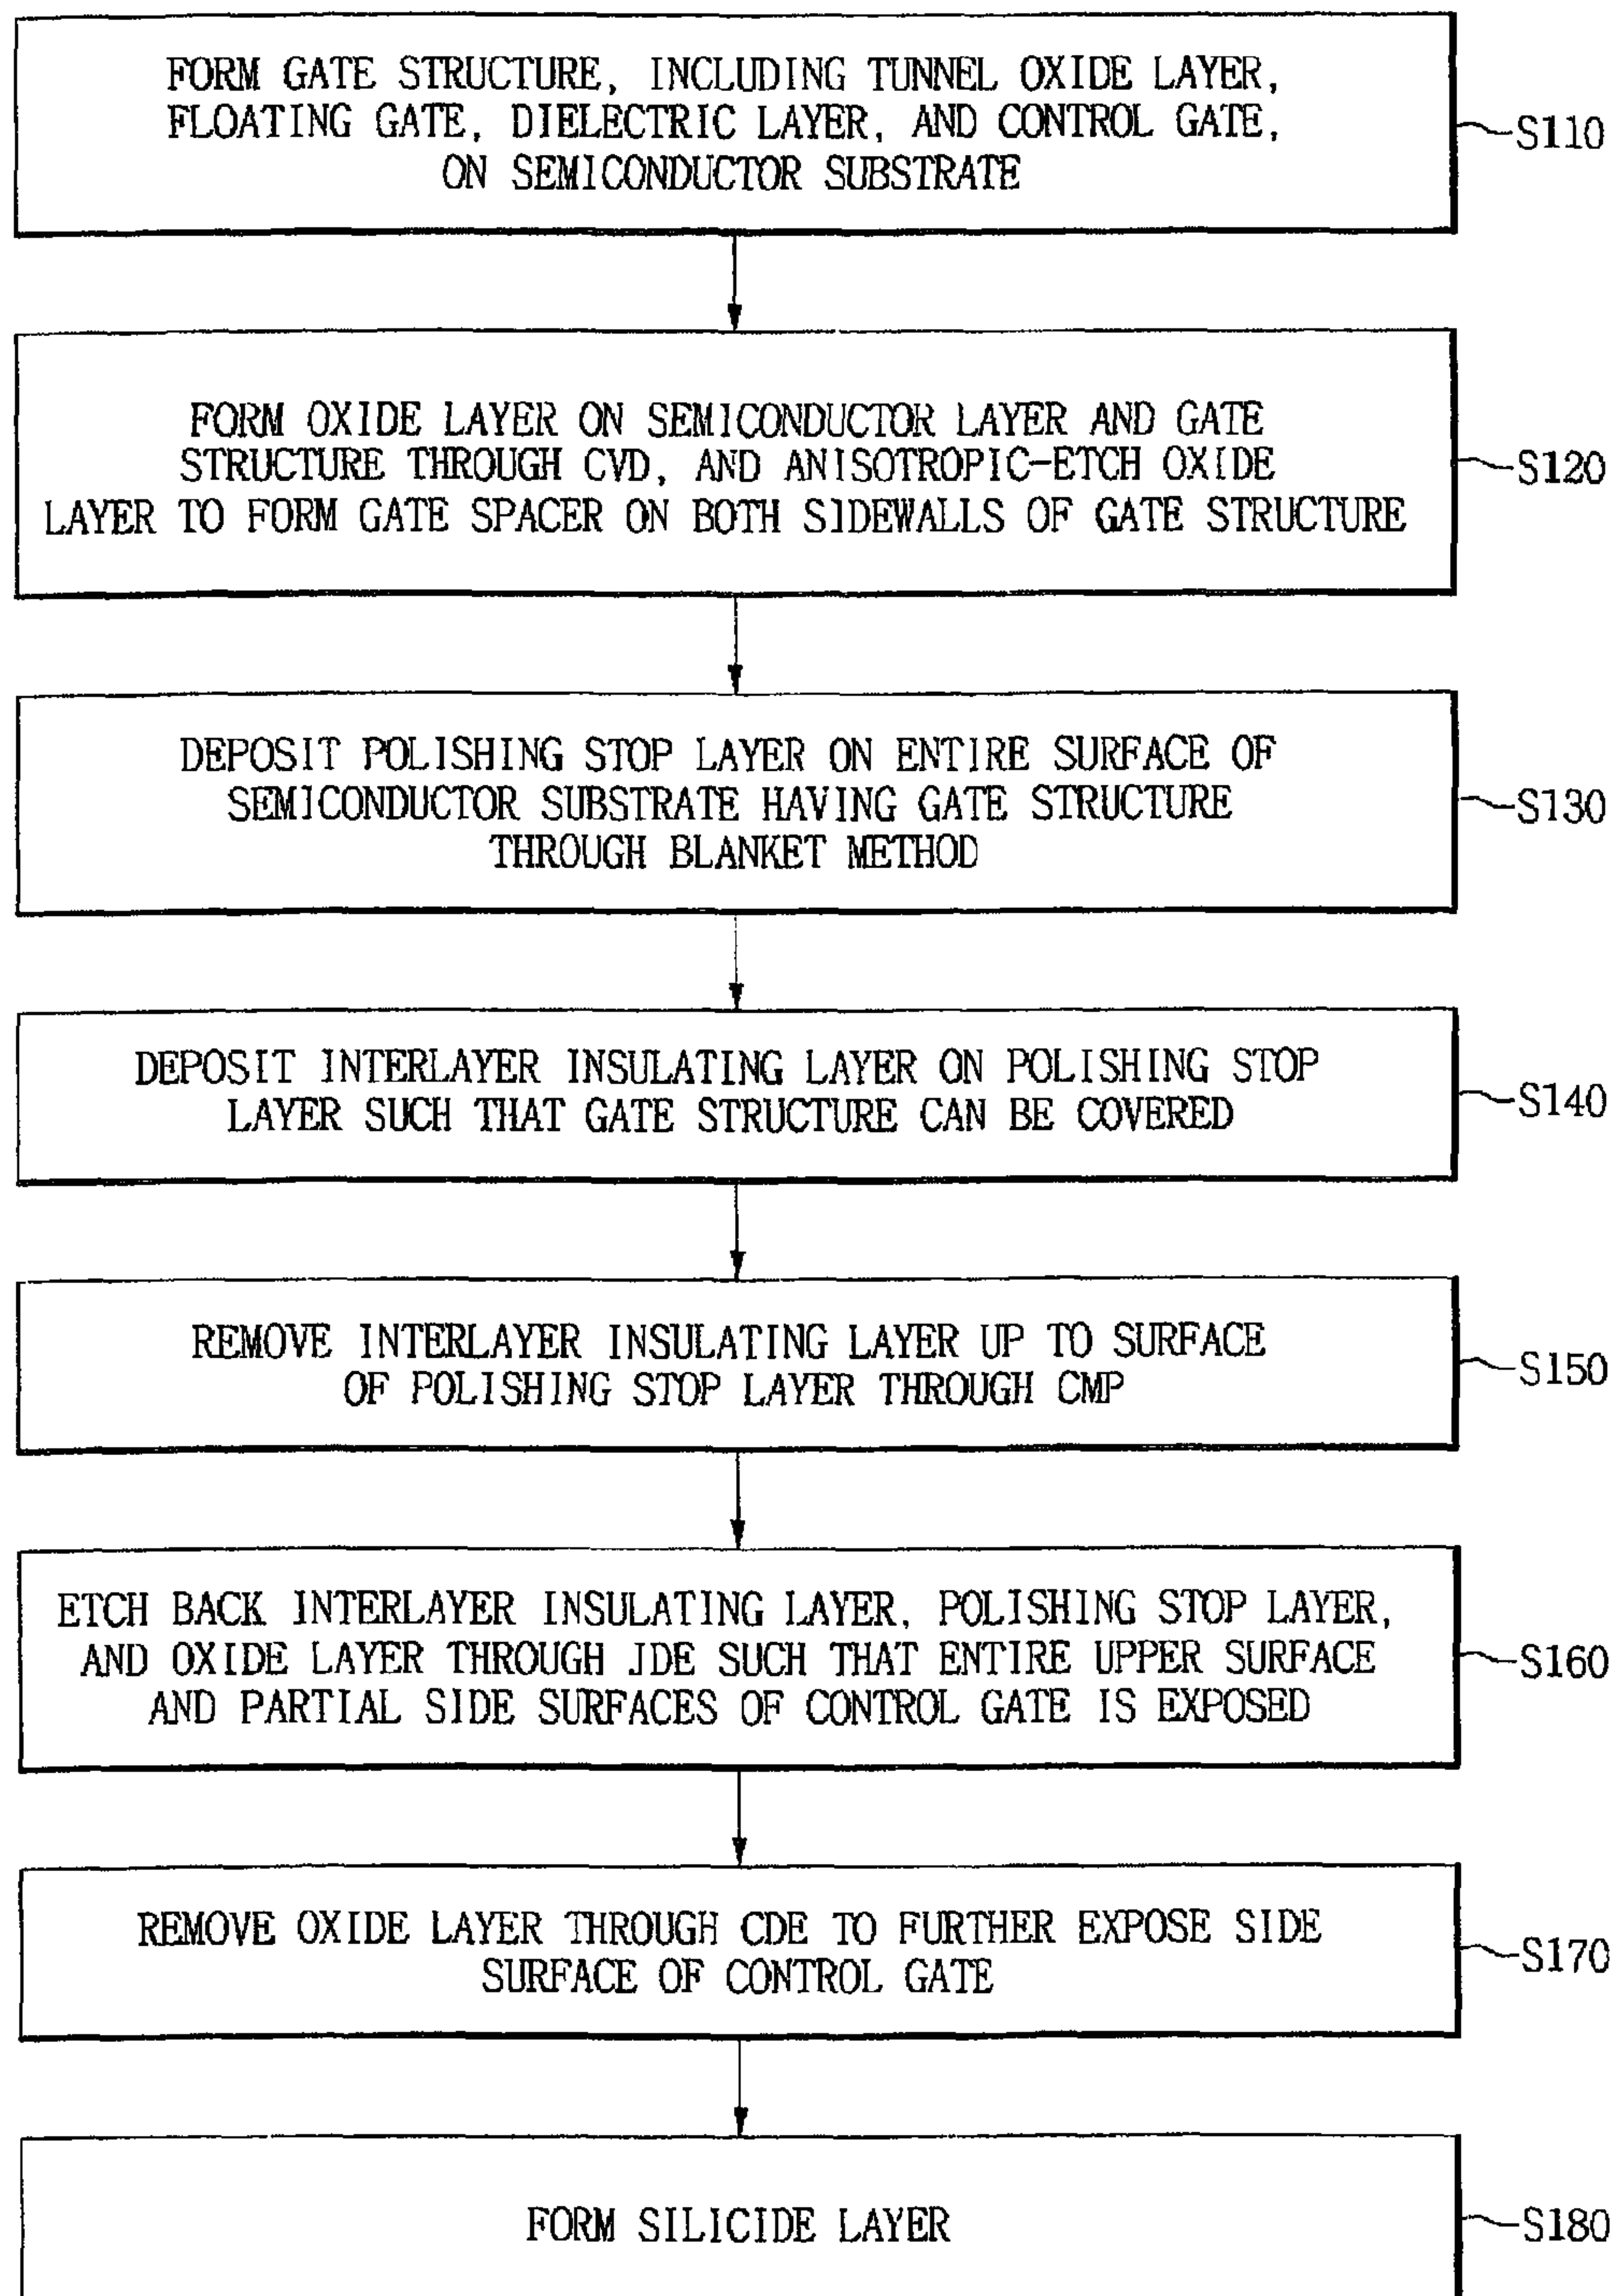 FORM GATE STRUCTURE, INCLUDING TUNNEL OXIDE LAYER,
FLOATING GATE, DIELECTRIC LAYER, AND CONTROL GATE,
ON SEMICONDUCTOR SUBSTRATE
S110
FORM OXIDE LAYER ON SEMICONDUCTOR LAYER AND GATE
STRUCTURE THROUGH CVD, AND ANISOTROPIC-ETCH OXIDE
LAYER TO FORM GATE SPACER ON BOTH SIDEWALLS OF GATE STRUCTURE
S120
DEPOSIT POLISHING STOP LAYER ON ENTIRE SURFACE OF
SEMICONDUCTOR SUBSTRATE HAVING GATE STRUCTURE
THROUGH BLANKET METHOD
S130
DEPOSIT INTERLAYER INSULATING LAYER ON POLISHING STOP
LAYER SUCH THAT GATE STRUCTURE CAN BE COVERED
S140
REMOVE INTERLAYER INSULATING LAYER UP TO SURFACE
OF POLISHING STOP LAYER THROUGH CMP
S150
ETCH BACK INTERLAYER INSULATING LAYER, POLISHING STOP LAYER,
AND OXIDE LAYER THROUGH JDE SUCH THAT ENTIRE UPPER SURFACE
AND PARTIAL SIDE SURFACES OF CONTROL GATE IS EXPOSED
S160
REMOVE OXIDE LAYER THROUGH CDE TO FURTHER EXPOSE SIDE
SURFACE OF CONTROL GATE
S170
FORM SILICIDE LAYER
S180